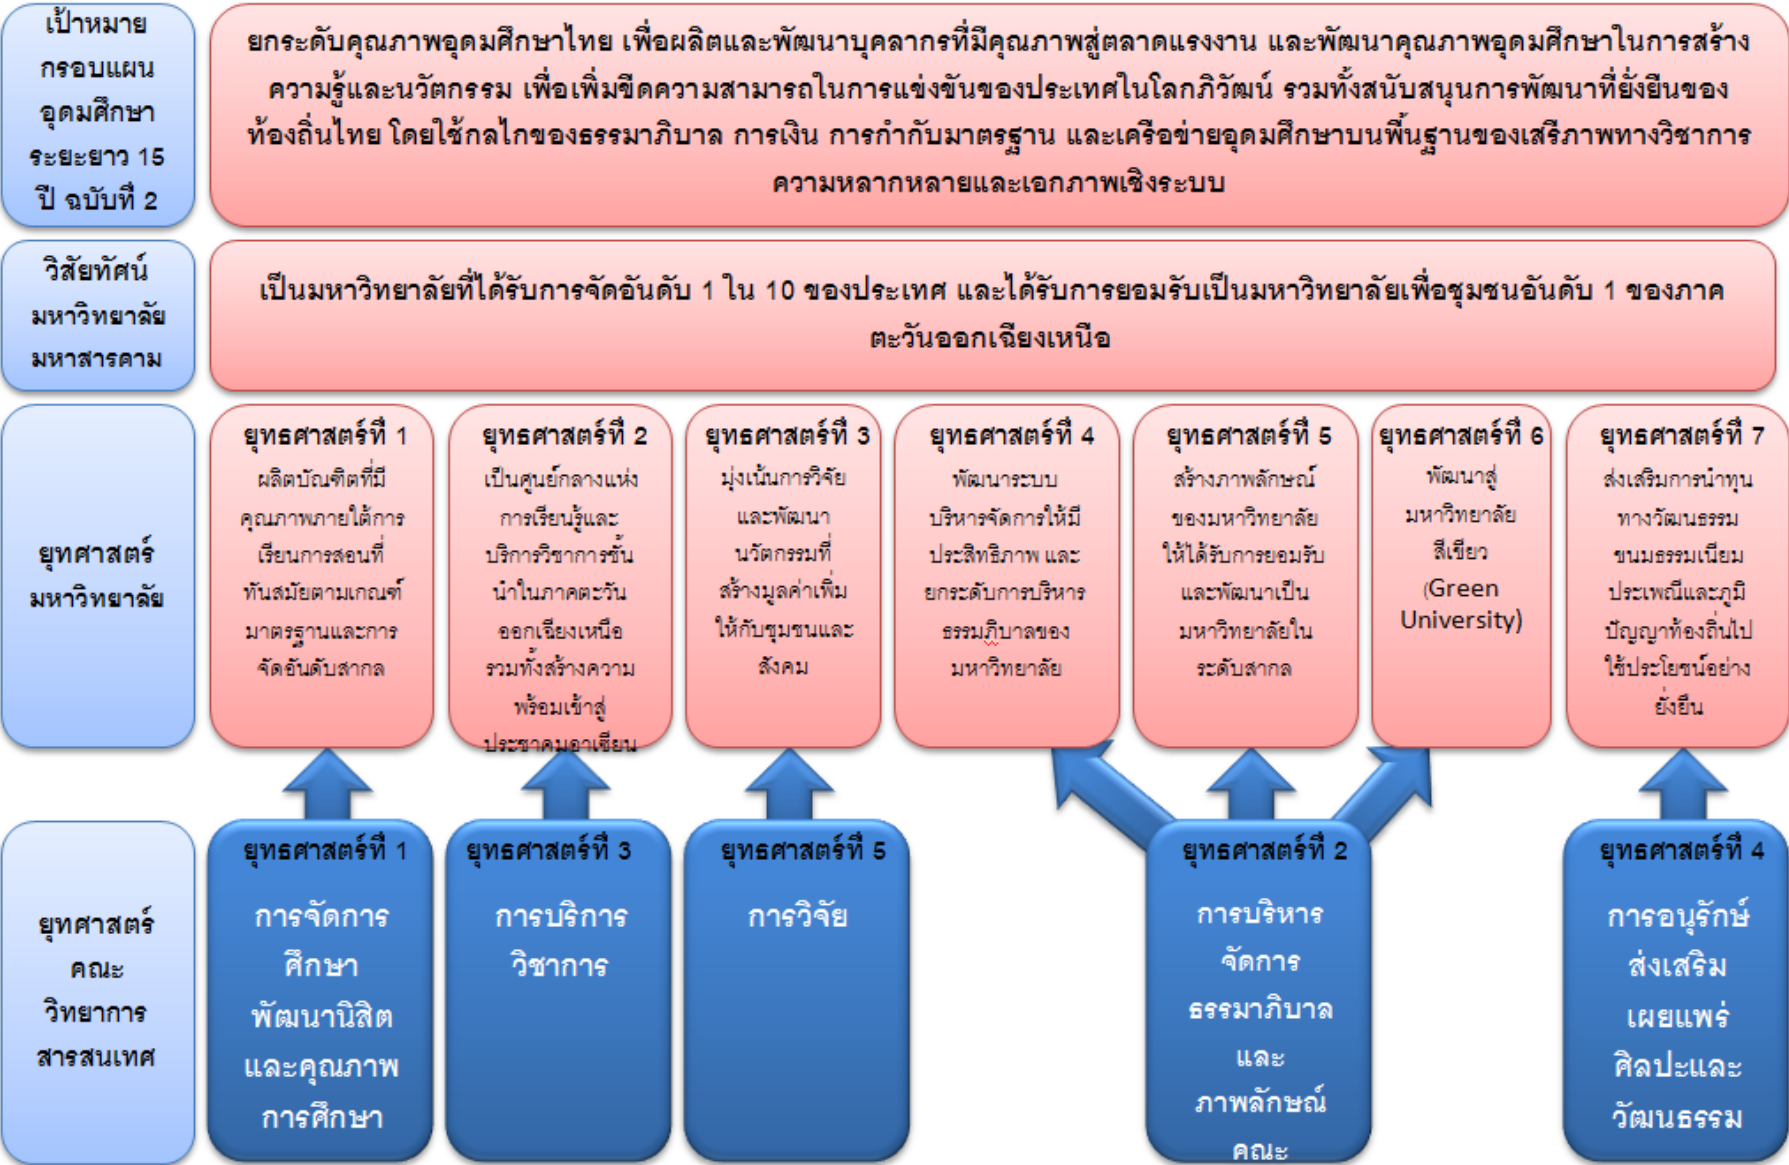 เป้าหมาย
กรอบแผน
อุดมศึกษา
ระยะยาว 15
ปี ฉบับที่ 2
ยกระดับคุณภาพอุดมศึกษาไทย เพื่อผลิตและพัฒนาบุคลากรที่มีคุณภาพสู่ตลาดแรงงาน และพัฒนาคุณภาพอุดมศึกษาในการสร้าง
ความรู้และนวัตกรรม เพื่อเพิ่มขีดความสามารถในการแข่งขันของประเทศในโลกภิวัฒน์ รวมทั้งสนับสนุนการพัฒนาที่ยั่งยืนของ
ท้องถิ่นไทย โดยใช้กลไกของธรรมาภิบาล การเงิน การกำกับมาตรฐาน และเครือข่ายอุดมศึกษาบนพื้นฐานของเสรีภาพทางวิชาการ
ความหลากหลายและเอกภาพเชิงระบบ
วิสัยทัศน์
มหาวิทยาลัย
มหาสารคาม
เป็นมหาวิทยาลัยที่ได้รับการจัดอันดับ 1 ใน 10 ของประเทศ และได้รับการยอมรับเป็นมหาวิทยาลัยเพื่อชุมชนอันดับ 1 ของภาค
ตะวันออกเฉียงเหนือ
ยุทศาสตร์
มหาวิทยาลัย
ยุทธศาสตร์ที่ 1
ผลิตบัณฑิตที่มี
คุณภาพภายใต้การ
เรียนการสอนที่
ทันสมัยตามเกณฑ์
มาตรฐานและการ
จัดอันดับสากล
ยุทธศาสตร์ที่ 2
เป็นศูนย์กลางแห่ง
การเรียนรู้และ
บริการวิชาการชั้น
นำในภาคตะวัน
ออกเฉียงเหนือ
รวมทั้งสร้างความ
พร้อมเข้าสู่
ประชาคมอาเซียน
ยุทธศาสตร์ที่ 3
มุ่งเน้นการวิจัย
และพัฒนา
นวัตกรรมที่
สร้างมูลค่าเพิ่ม
ให้กับชุมชนและ
สังคม
ยุทธศาสตร์ที่ 4
พัฒนาระบบ
บริหารจัดการให้มี
ประสิทธิภาพ และ
ยกระดับการบริหาร
ธรรมภิบาลของ
มหาวิทยาลัย
ยุทธศาสตร์ที่ 5
สร้างภาพลักษณ์
ของมหาวิทยาลัย
ให้ได้รับการยอมรับ
และพัฒนาเป็น
มหาวิทยาลัยใน
ระดับสากล
ยุทธศาสตร์ที่ 6
พัฒนาสู่
มหาวิทยาลัย
สีเขียว
(Green
University)
ยุทธศาสตร์ที่ 7
ส่งเสริมการนำทุน
ทางวัฒนธรรม
ขนมธรรมเนียม
ประเพณีและภูมิ
ปัญญาท้องถิ่นไป
ใช้ประโยชน์อย่าง
ยั่งยืน
ยุทศาสตร์
คณะ
วิทยาการ
สารสนเทศ
ยุทธศาสตร์ที่ 1
การจัดการ
ศึกษา
พัฒนานิสิต
และคุณภาพ
การศึกษา
ยุทธศาสตร์ที่ 3
การบริการ
วิชาการ
ยุทธศาสตร์ที่ 5
การวิจัย
ยุทธศาสตร์ที่ 2
การบริหาร
จัดการ
ธรรมาภิบาล
และ
ภาพลักษณ์
คณะ
ยุทธศาสตร์ที่ 4
การอนุรักษ์
ส่งเสริม
เผยแพร่
ศิลปะและ
วัฒนธรรม